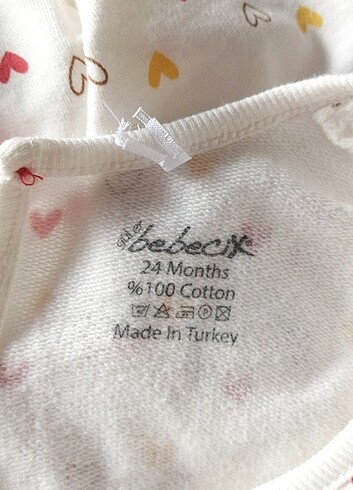 bebecix
24 Months
%100 Cotton
Made In Turkey